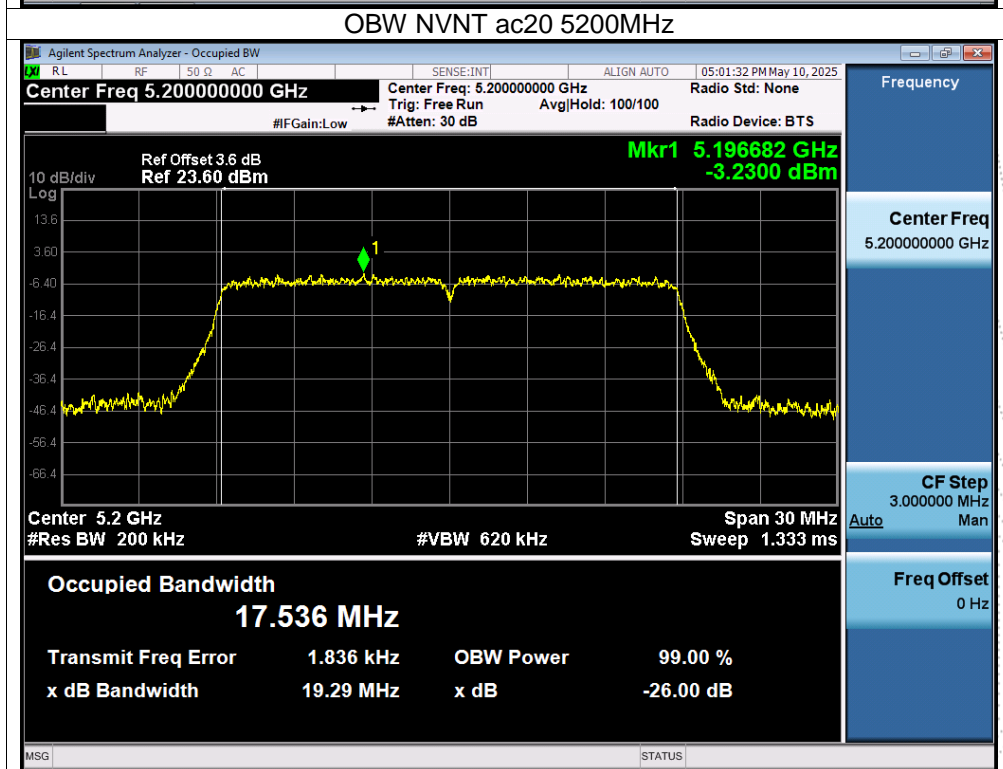 OBW NVNT ac20 5200MHz
Agilent Spectrum Analyzer - Occupied BW
LXI RL RF 50 Ω AC SENSE:INT ALIGN AUTO 05:01:32 PM May 10, 2025
Center Freq 5.200000000 GHz
Center Freq: 5.200000000 GHz
Radio Std: None
Trig: Free Run Avg|Hold: 100/100
#IFGain:Low
#Atten: 30 dB
Radio Device: BTS
Mkr1 5.196682 GHz
-3.2300 dBm
Ref Offset 3.6 dB
10 dB/div Ref 23.60 dBm
Log
13.6
3.60
-6.40
-16.4
-26.4
-36.4
-46.4
-56.4
-66.4
1
Center 5.2 GHz Span 30 MHz
#Res BW 200 kHz #VBW 620 kHz Sweep 1.333 ms
Occupied Bandwidth
17.536 MHz
Transmit Freq Error 1.836 kHz OBW Power 99.00 %
x dB Bandwidth 19.29 MHz x dB -26.00 dB
Frequency
Center Freq
5.200000000 GHz
CF Step
3.000000 MHz
Auto Man
Freq Offset
0 Hz
MSG STATUS